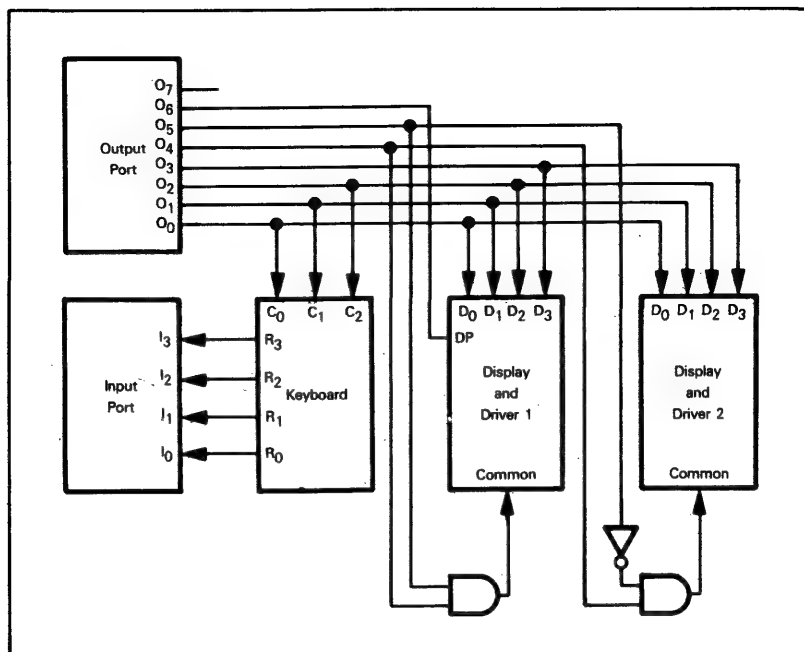 Output
Port
O7
O6
O5
O4
O3
O2
O1
O0
Input
Port
I3
I2
I1
I0
C0 C1 C2
R3
R2
R1
R0
Keyboard
D0 D1 D2 D3
DP
Display
and
Driver 1
Common
D0 D1 D2 D3
Display
and
Driver 2
Common